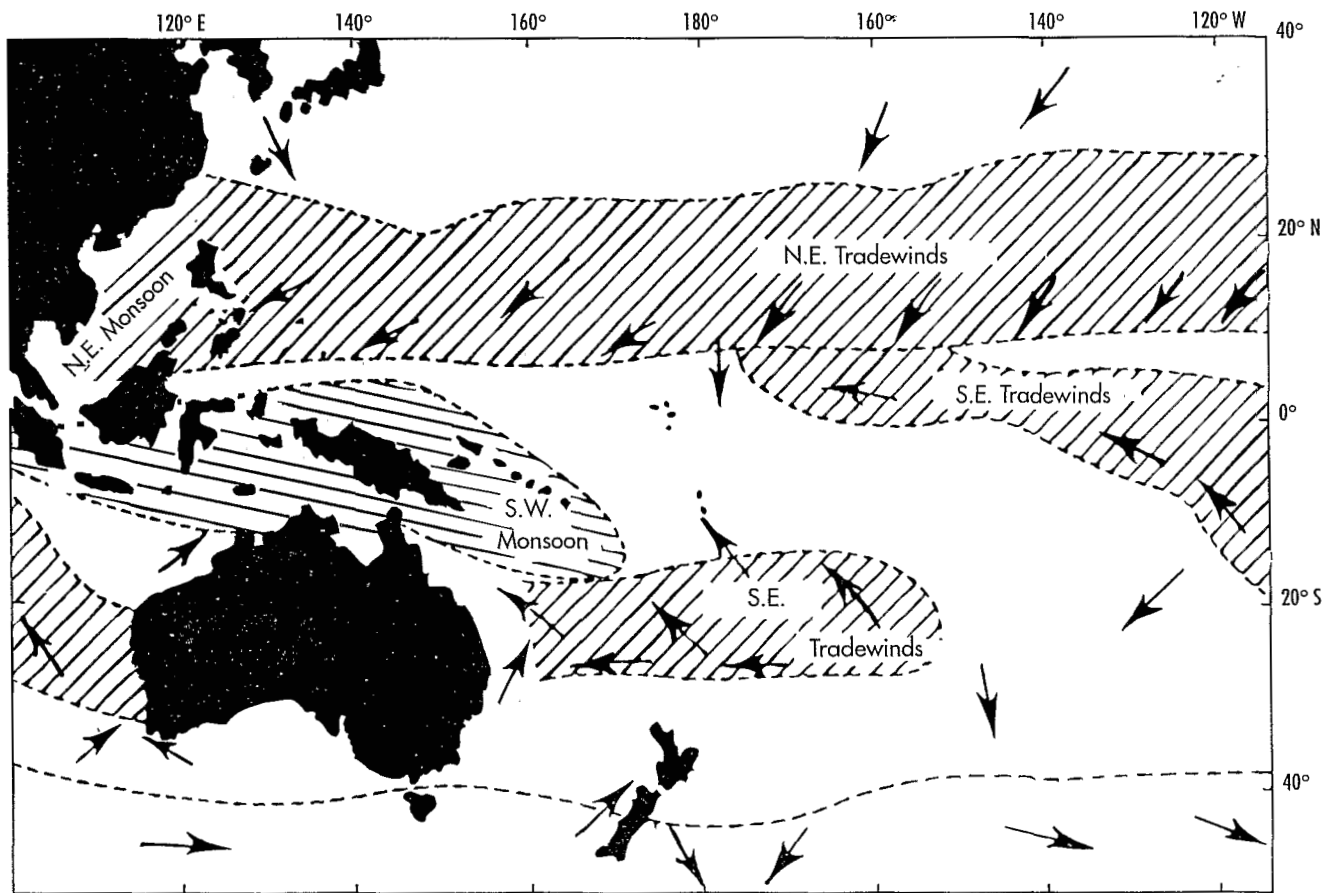 120° E 140° 160° 180° 160° 140° 120° W
40°
20° N
N.E. Tradewinds
N.E. Monsoon
S.E. Tradewinds
0°
S.W.
Monsoon
S.E.
20° S
Tradewinds
40°